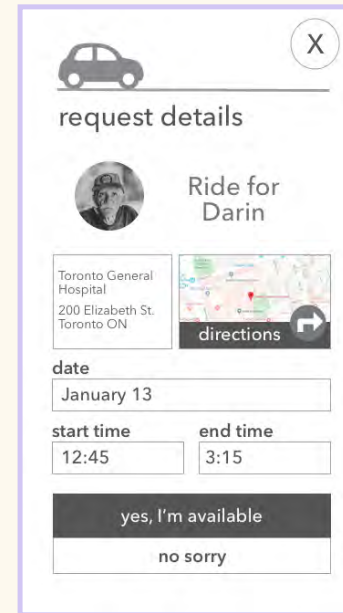 X
request details
Ride for
Darin
Toronto General
Hospital
200 Elizabeth St.
Toronto ON
directions
date
January 13
start time
end time
12:45
3:15
yes, I'm available
no sorry